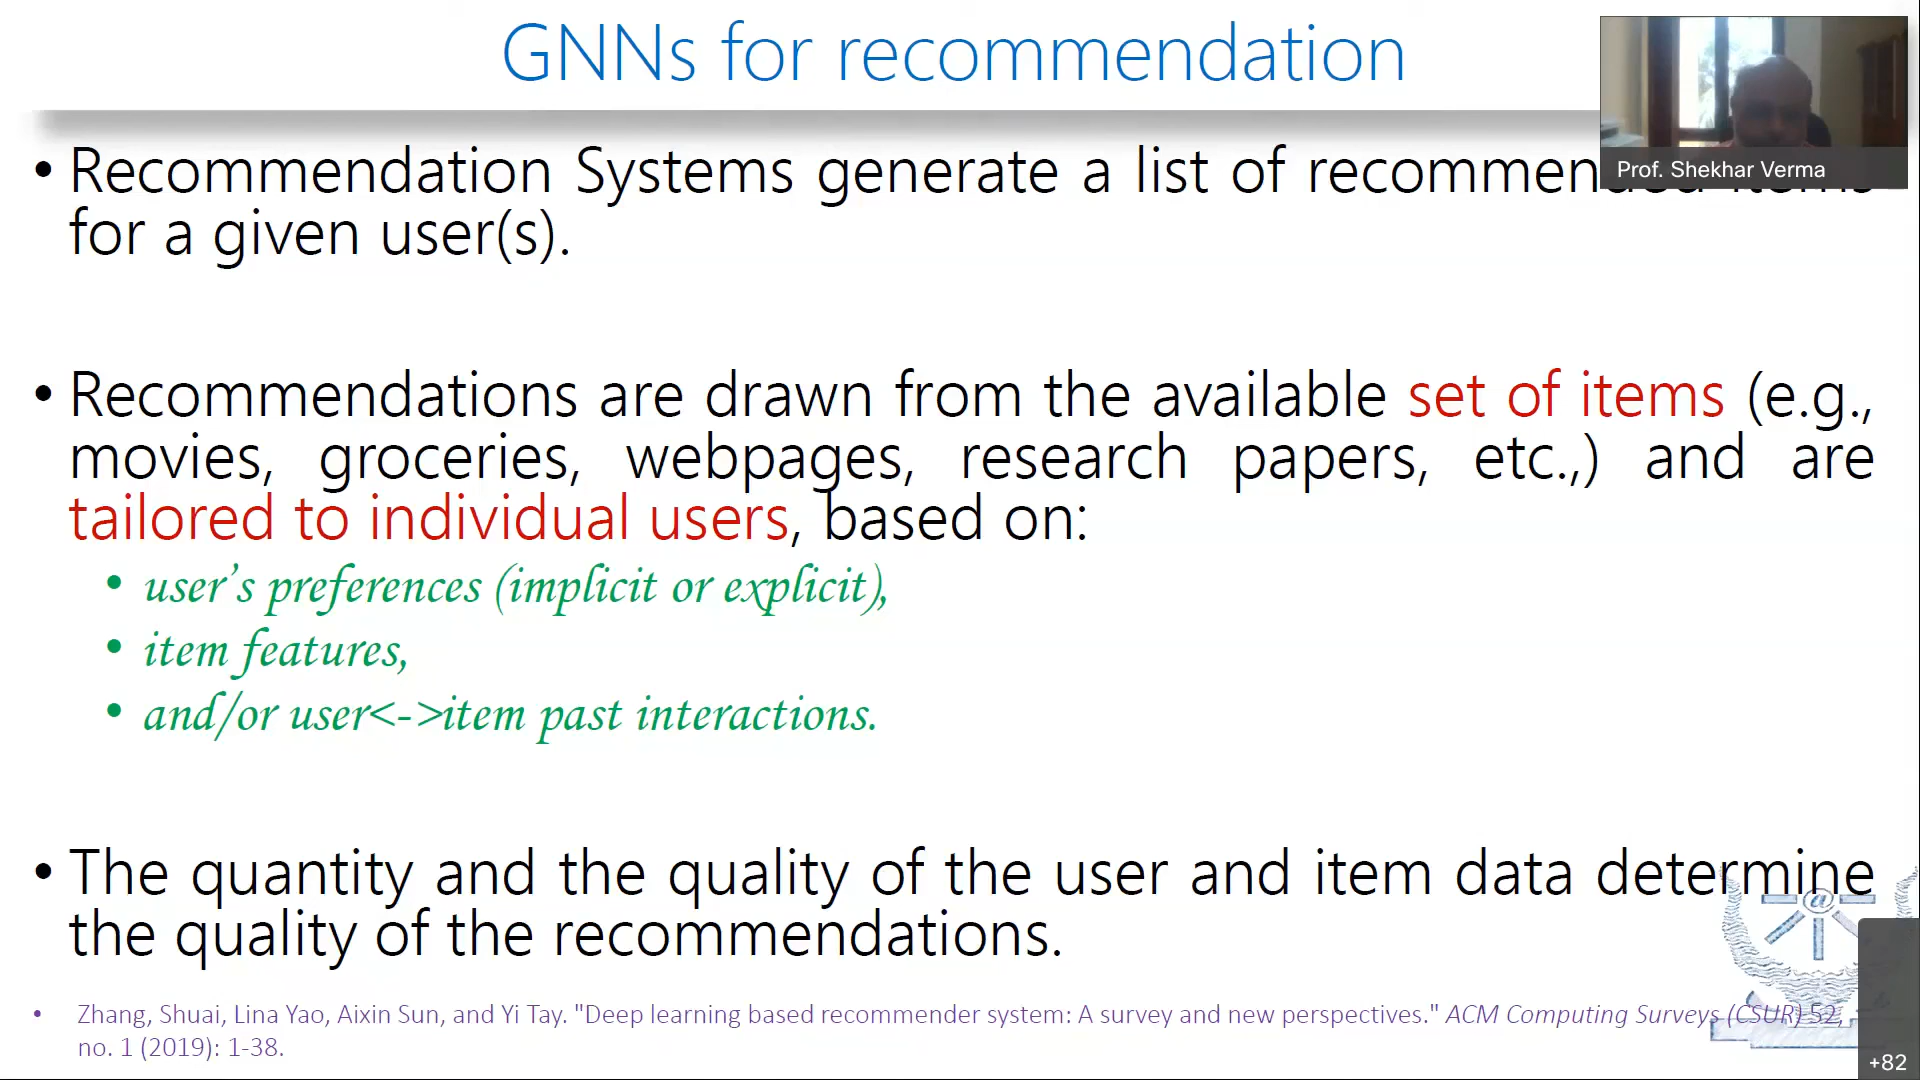 GNNs for recommendation
Prof. Shekhar Verma
• Recommendation Systems generate a list of recommended items
for a given user(s).
• Recommendations are drawn from the available set of items (e.g.,
movies, groceries, webpages, research papers, etc.,) and are
tailored to individual users, based on:
• user’s preferences (implicit or explicit),
• item features,
• and/or user<->item past interactions.
• The quantity and the quality of the user and item data determine
the quality of the recommendations.
• Zhang, Shuai, Lina Yao, Aixin Sun, and Yi Tay. "Deep learning based recommender system: A survey and new perspectives." ACM Computing Surveys (CSUR) 52,
no. 1 (2019): 1-38.
@
+82